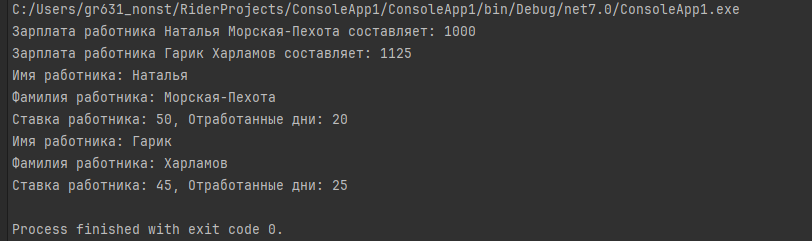 C:/Users/gr631_nonst/RiderProjects/ConsoleApp1/ConsoleApp1/bin/Debug/net7.0/ConsoleApp1.exe
Зарплата работника Наталья Морская-Пехота составляет: 1000
Зарплата работника Гарик Харламов составляет: 1125
Имя работника: Наталья
Фамилия работника: Морская-Пехота
Ставка работника: 50, Отработанные дни: 20
Имя работника: Гарик
Фамилия работника: Харламов
Ставка работника: 45, Отработанные дни: 25
Process finished with exit code 0.